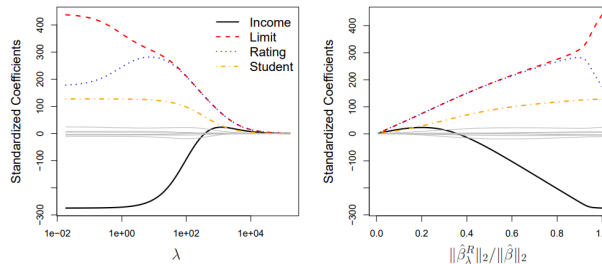 Standardized Coefficients
400
300
200
100
0
−100
−300
1e−02
1e+00
1e+02
1e+04
λ
Income
Limit
Rating
Student
Standardized Coefficients
400
300
200
100
0
−100
−300
0.0
0.2
0.4
0.6
0.8
1.
‖β̂λR‖2/‖β̂‖2